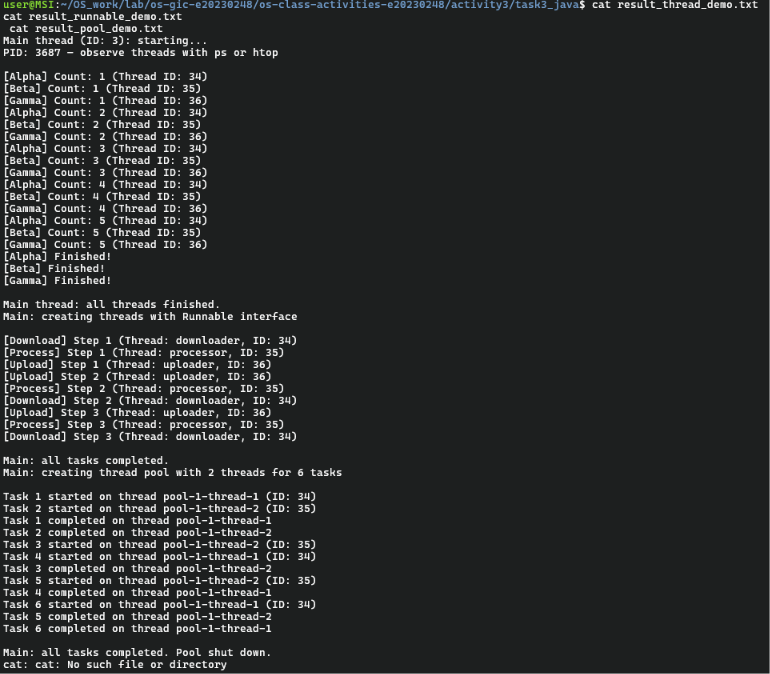 user@MSI:~/OS_work/lab/os-gic-e20230248/os-class-activities-e20230248/activity3/task3_java$ cat result_thread_demo.txt
cat result_runnable_demo.txt
 cat result_pool_demo.txt
Main thread (ID: 3): starting...
PID: 3687 — observe threads with ps or htop

[Alpha] Count: 1 (Thread ID: 34)
[Beta] Count: 1 (Thread ID: 35)
[Gamma] Count: 1 (Thread ID: 36)
[Alpha] Count: 2 (Thread ID: 34)
[Beta] Count: 2 (Thread ID: 35)
[Gamma] Count: 2 (Thread ID: 36)
[Alpha] Count: 3 (Thread ID: 34)
[Beta] Count: 3 (Thread ID: 35)
[Gamma] Count: 3 (Thread ID: 36)
[Alpha] Count: 4 (Thread ID: 34)
[Beta] Count: 4 (Thread ID: 35)
[Gamma] Count: 4 (Thread ID: 36)
[Alpha] Count: 5 (Thread ID: 34)
[Beta] Count: 5 (Thread ID: 35)
[Gamma] Count: 5 (Thread ID: 36)
[Alpha] Finished!
[Beta] Finished!
[Gamma] Finished!

Main thread: all threads finished.
Main: creating threads with Runnable interface

[Download] Step 1 (Thread: downloader, ID: 34)
[Process] Step 1 (Thread: processor, ID: 35)
[Upload] Step 1 (Thread: uploader, ID: 36)
[Upload] Step 2 (Thread: uploader, ID: 36)
[Process] Step 2 (Thread: processor, ID: 35)
[Download] Step 2 (Thread: downloader, ID: 34)
[Upload] Step 3 (Thread: uploader, ID: 36)
[Process] Step 3 (Thread: processor, ID: 35)
[Download] Step 3 (Thread: downloader, ID: 34)

Main: all tasks completed.
Main: creating thread pool with 2 threads for 6 tasks

Task 1 started on thread pool-1-thread-1 (ID: 34)
Task 2 started on thread pool-1-thread-2 (ID: 35)
Task 1 completed on thread pool-1-thread-1
Task 2 completed on thread pool-1-thread-2
Task 3 started on thread pool-1-thread-2 (ID: 35)
Task 4 started on thread pool-1-thread-1 (ID: 34)
Task 3 completed on thread pool-1-thread-2
Task 5 started on thread pool-1-thread-2 (ID: 35)
Task 4 completed on thread pool-1-thread-1
Task 6 started on thread pool-1-thread-1 (ID: 34)
Task 5 completed on thread pool-1-thread-2
Task 6 completed on thread pool-1-thread-1

Main: all tasks completed. Pool shut down.
cat: cat: No such file or directory